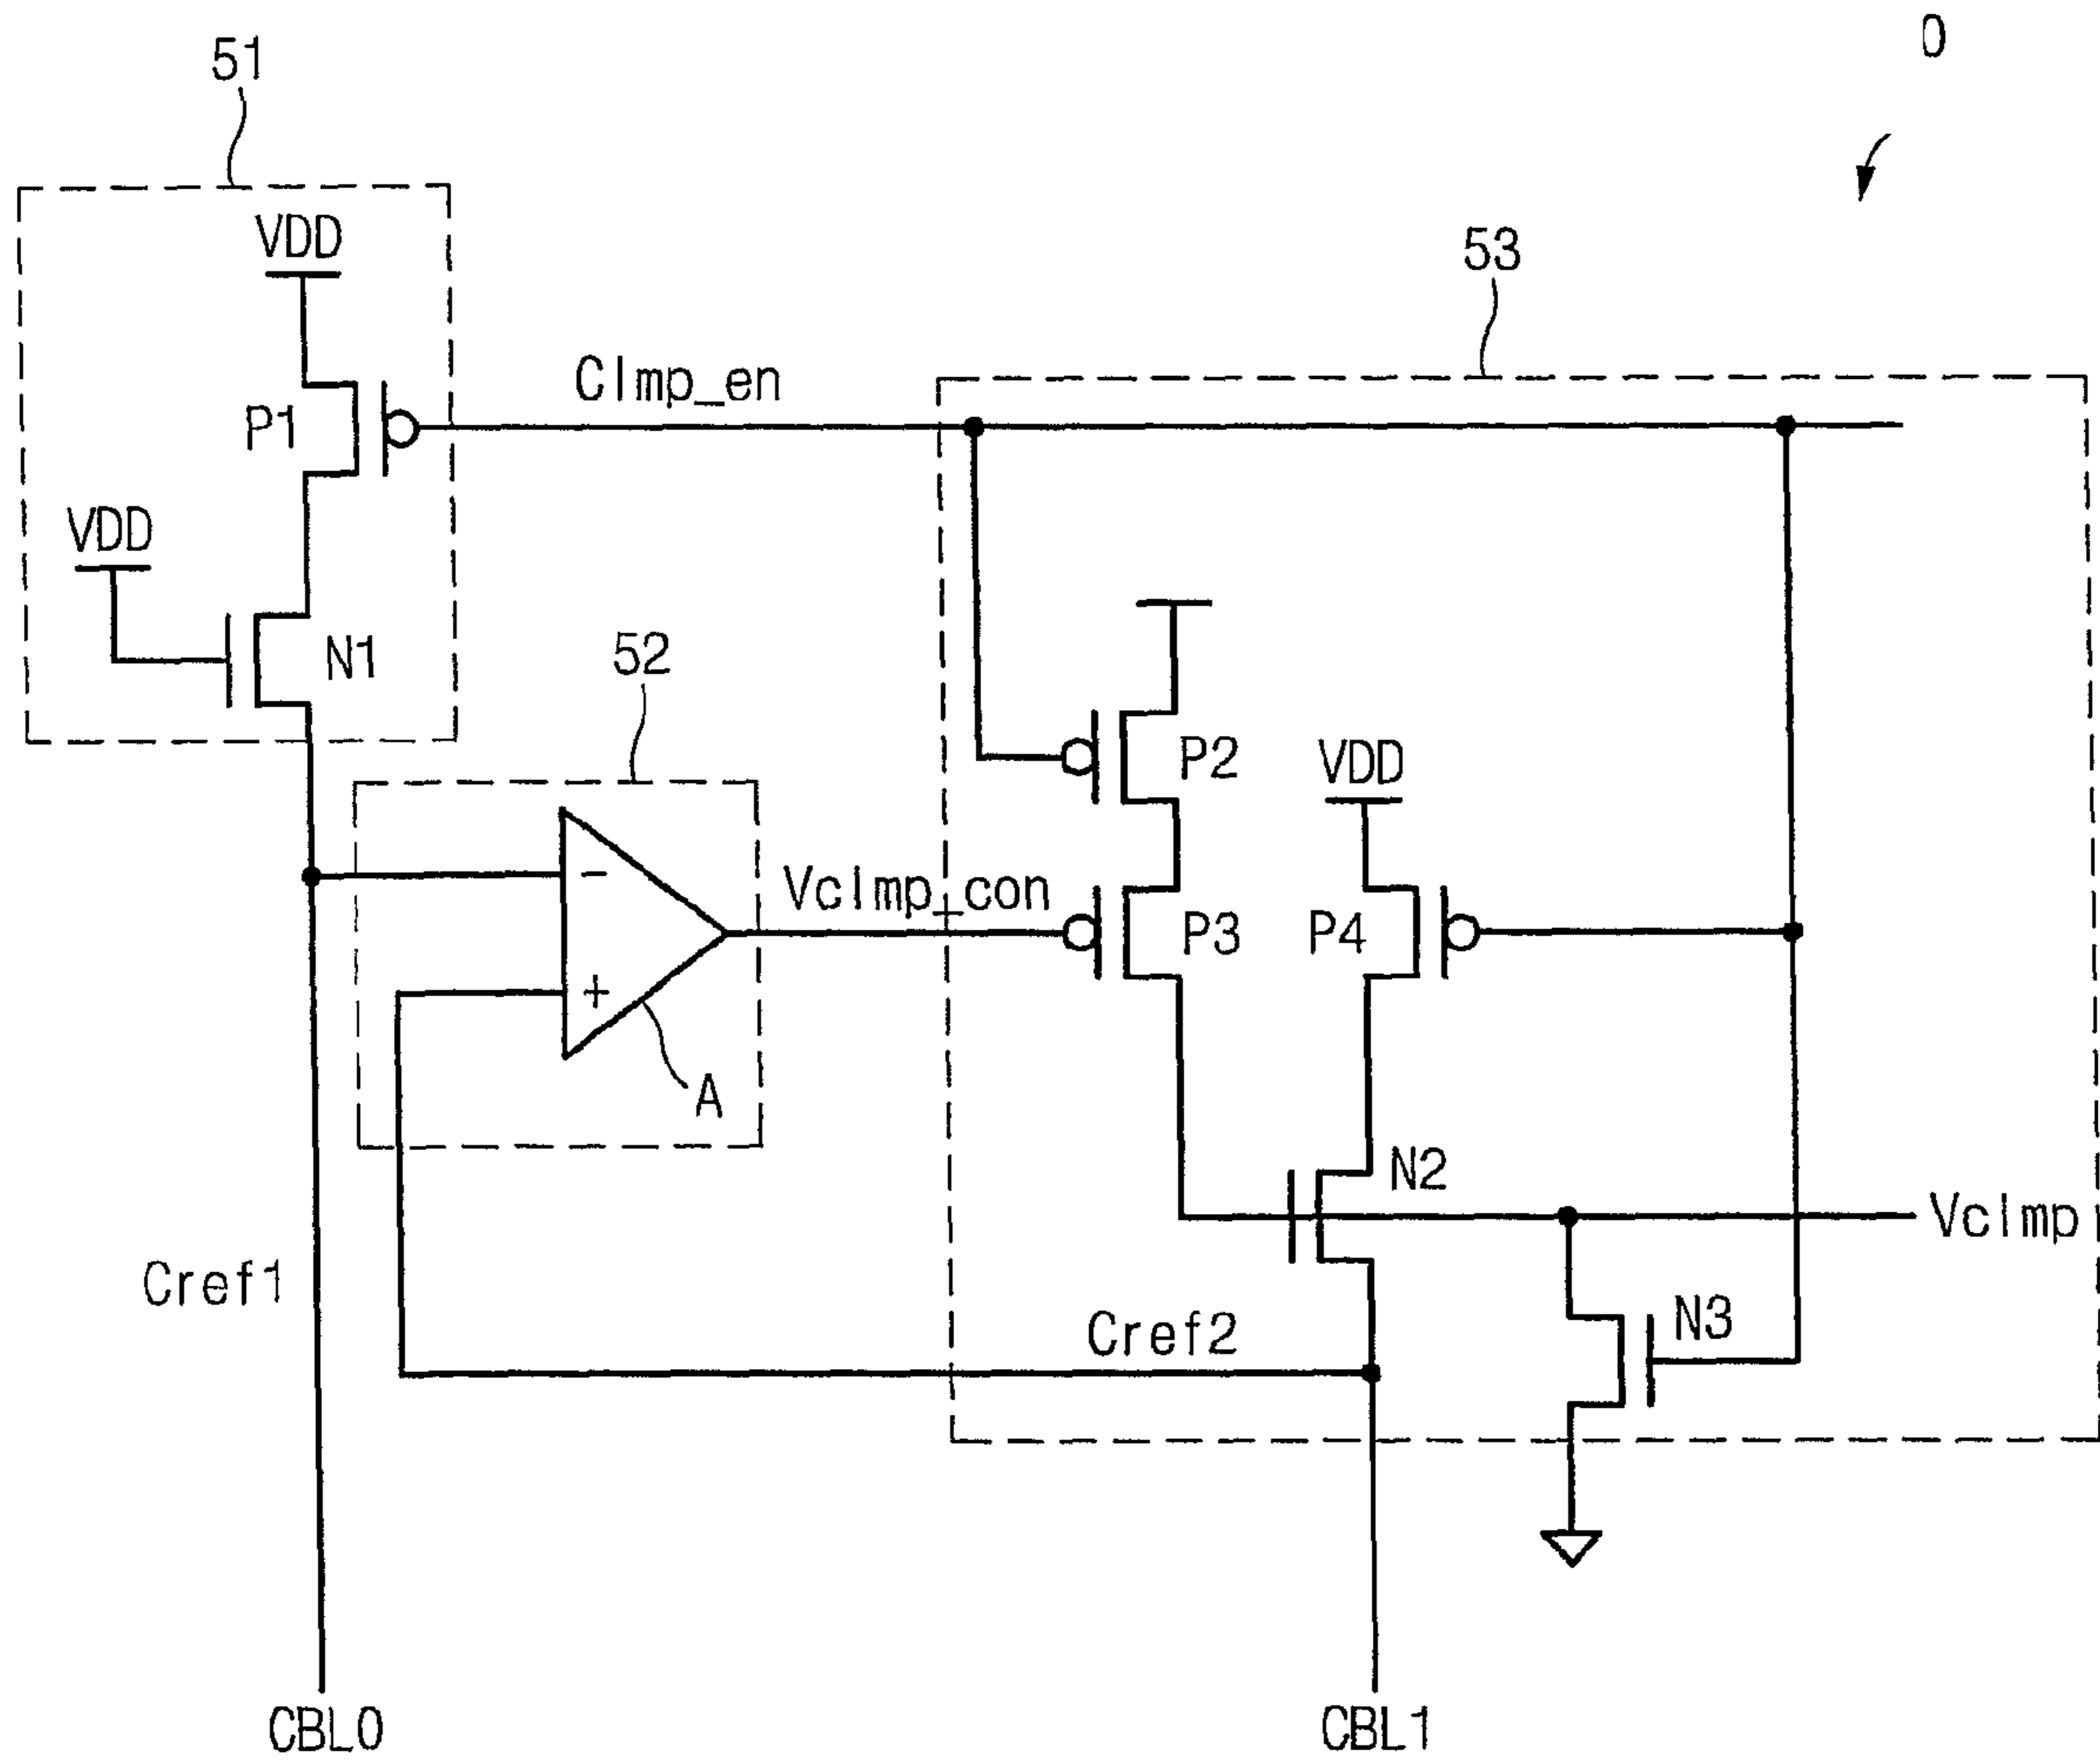 0
51
VDD
53
Clmp_en
P1
VDD
N1
52
P2
VDD
-
Vclmp_con
P3
P4
+
A
N2
Vclmp
Cref1
Cref2
N3
CBL0
CBL1